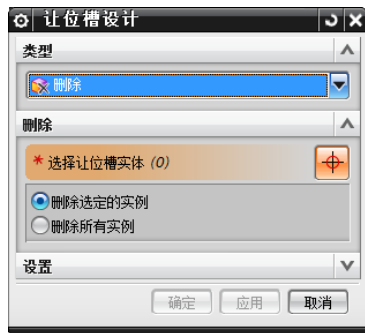 让位槽设计
类型
删除
删除
* 选择让位槽实体 (0)
删除选定的实例
删除所有实例
设置
确定 应用 取消